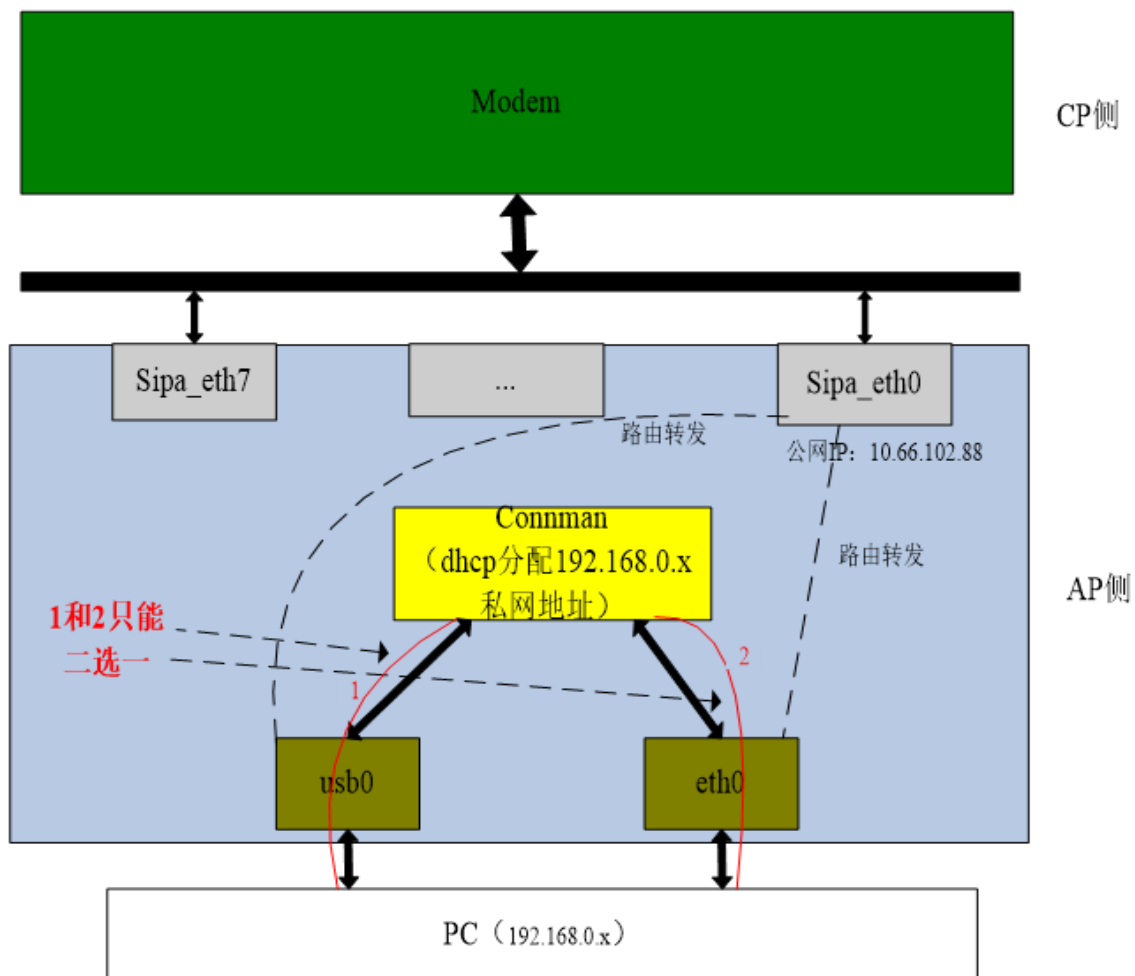 Modem
CP侧
Sipa_eth7
...
Sipa_eth0
路由转发
公网IP：10.66.102.88
Connman
（dhcp分配192.168.0.x
私网地址）
路由转发
AP侧
1和2只能
二选一
1
2
usb0
eth0
PC（192.168.0.x）